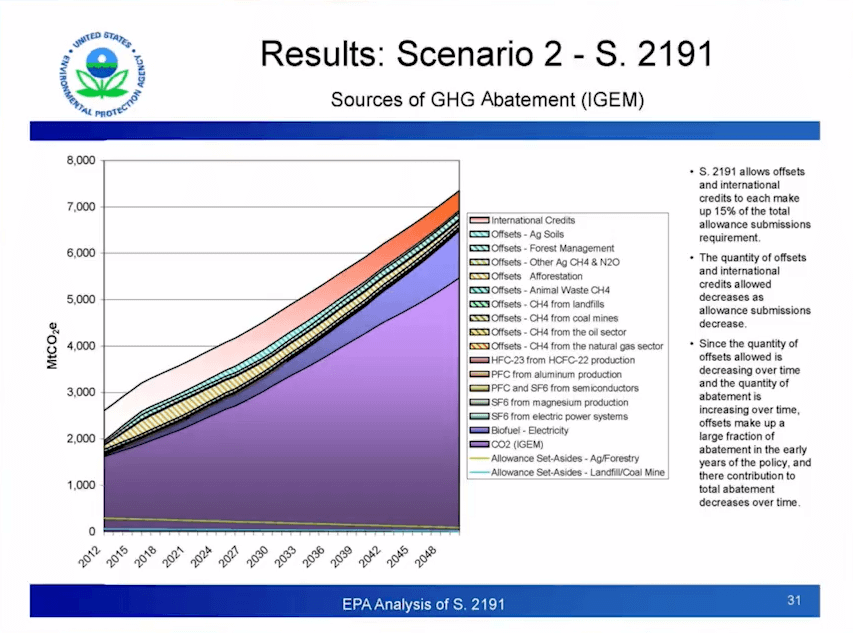 UNITED STATES
ENVIRONMENTAL PROTECTION AGENCY
Results: Scenario 2 - S. 2191
Sources of GHG Abatement (IGEM)
8,000
7,000
6,000
5,000
4,000
3,000
2,000
1,000
0
MtCO2e
2012
2015
2018
2021
2024
2027
2030
2033
2036
2039
2042
2045
2048
International Credits
Offsets - Ag Soils
Offsets - Forest Management
Offsets - Other Ag CH4 & N2O
Offsets Afforestation
Offsets - Animal Waste CH4
Offsets - CH4 from landfills
Offsets - CH4 from coal mines
Offsets - CH4 from the oil sector
Offsets - CH4 from the natural gas sector
HFC-23 from HCFC-22 production
PFC from aluminum production
PFC and SF6 from semiconductors
SF6 from magnesium production
SF6 from electric power systems
Biofuel - Electricity
CO2 (IGEM)
Allowance Set-Asides - Ag/Forestry
Allowance Set-Asides - Landfill/Coal Mine
• S. 2191 allows offsets
and international
credits to each make
up 15% of the total
allowance submissions
requirement.
• The quantity of offsets
and international
credits allowed
decreases as
allowance submissions
decrease.
• Since the quantity of
offsets allowed is
decreasing over time
and the quantity of
abatement is
increasing over time,
offsets make up a
large fraction of
abatement in the early
years of the policy, and
there contribution to
total abatement
decreases over time.
EPA Analysis of S. 2191
31